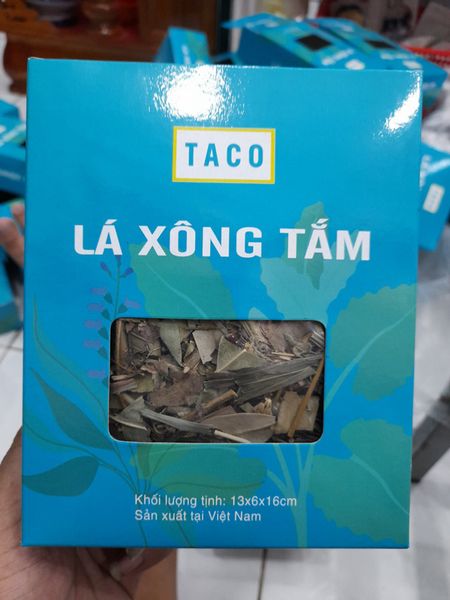 TACO
LÁ XÔNG TẮM
Khối lượng tịnh: 13x6x16cm
Sản xuất tại Việt Nam